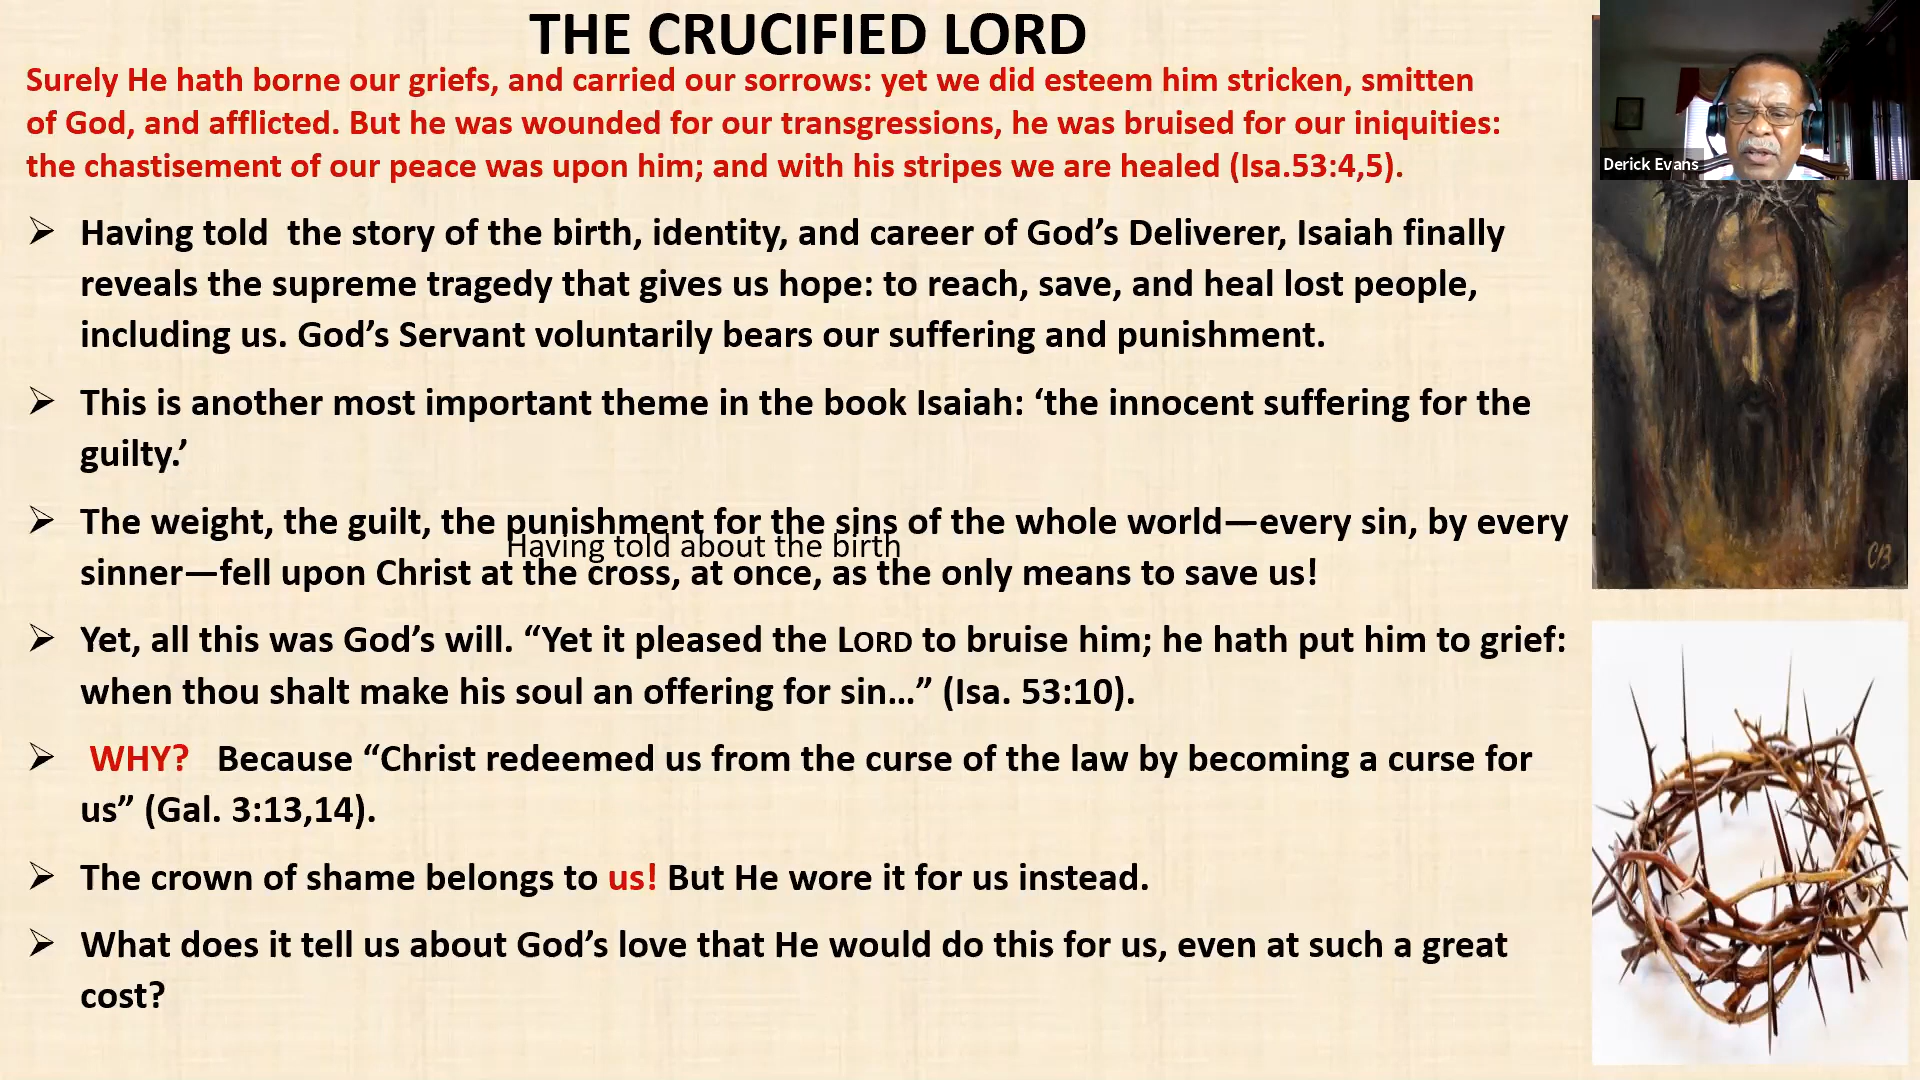 THE CRUCIFIED LORD
Surely He hath borne our griefs, and carried our sorrows: yet we did esteem him stricken, smitten
of God, and afflicted. But he was wounded for our transgressions, he was bruised for our iniquities:
the chastisement of our peace was upon him; and with his stripes we are healed (Isa.53:4,5).
Derick Evans
➢ Having told  the story of the birth, identity, and career of God’s Deliverer, Isaiah finally
reveals the supreme tragedy that gives us hope: to reach, save, and heal lost people,
including us. God’s Servant voluntarily bears our suffering and punishment.
➢ This is another most important theme in the book Isaiah: ‘the innocent suffering for the
guilty.’
➢ The weight, the guilt, the punishment for the sins of the whole world—every sin, by every
Having told about the birth
sinner—fell upon Christ at the cross, at once, as the only means to save us!
➢ Yet, all this was God’s will. “Yet it pleased the LORD to bruise him; he hath put him to grief:
when thou shalt make his soul an offering for sin…” (Isa. 53:10).
➢ WHY?   Because “Christ redeemed us from the curse of the law by becoming a curse for
us” (Gal. 3:13,14).
➢ The crown of shame belongs to us! But He wore it for us instead.
➢ What does it tell us about God’s love that He would do this for us, even at such a great
cost?
CB